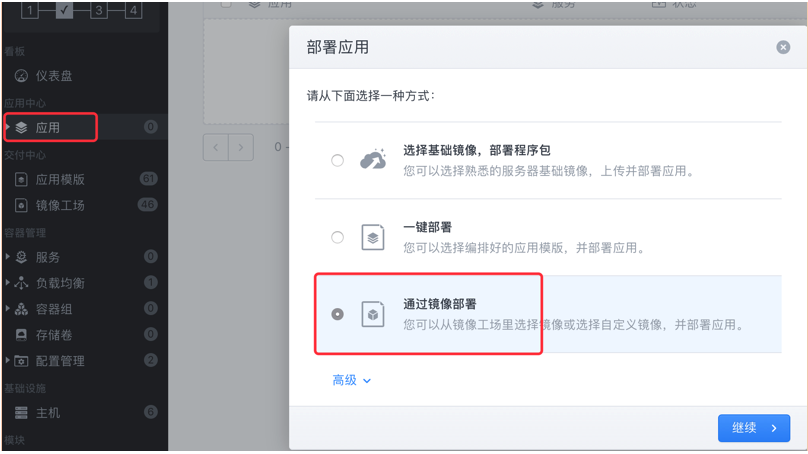 1 ✓ 3 4
应用
服务
状态
看板
仪表盘
应用中心
应用 0
交付中心
应用模版 61
镜像工场 46
容器管理
服务 0
负载均衡 1
容器组 0
存储卷 0
配置管理 2
基础设施
主机 6
模块
0 -
部署应用
请从下面选择一种方式：
选择基础镜像，部署程序包
您可以选择熟悉的服务器基础镜像，上传并部署应用。
一键部署
您可以选择编排好的应用模版，并部署应用。
通过镜像部署
您可以从镜像工场里选择镜像或选择自定义镜像，并部署应用。
高级
继续